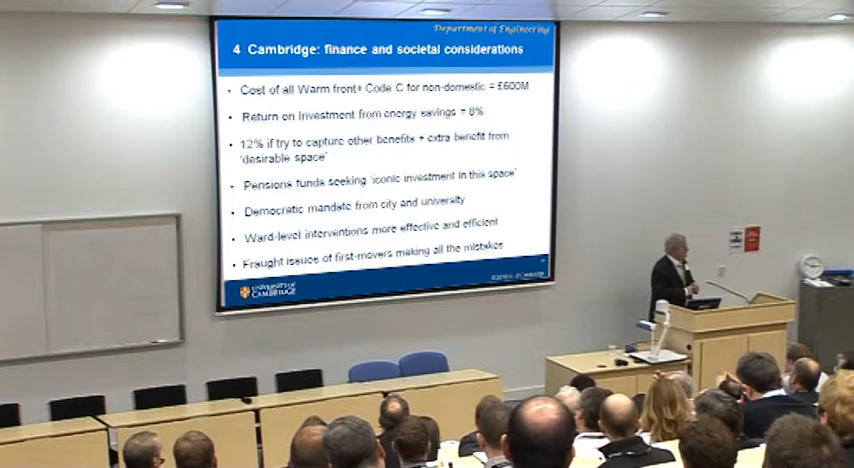 Department of Engineering
4 Cambridge: finance and societal considerations
• Cost of all Warm front+ Code C for non-domestic = £600M
• Return on Investment from energy savings = 8%
• 12% if try to capture other benefits + extra benefit from
'desirable space'
• Pensions funds seeking 'iconic investment in this space'
• Democratic mandate from city and university
• Ward-level interventions more effective and efficient
• Fraught issues of first-movers making all the mistakes
UNIVERSITY OF
CAMBRIDGE